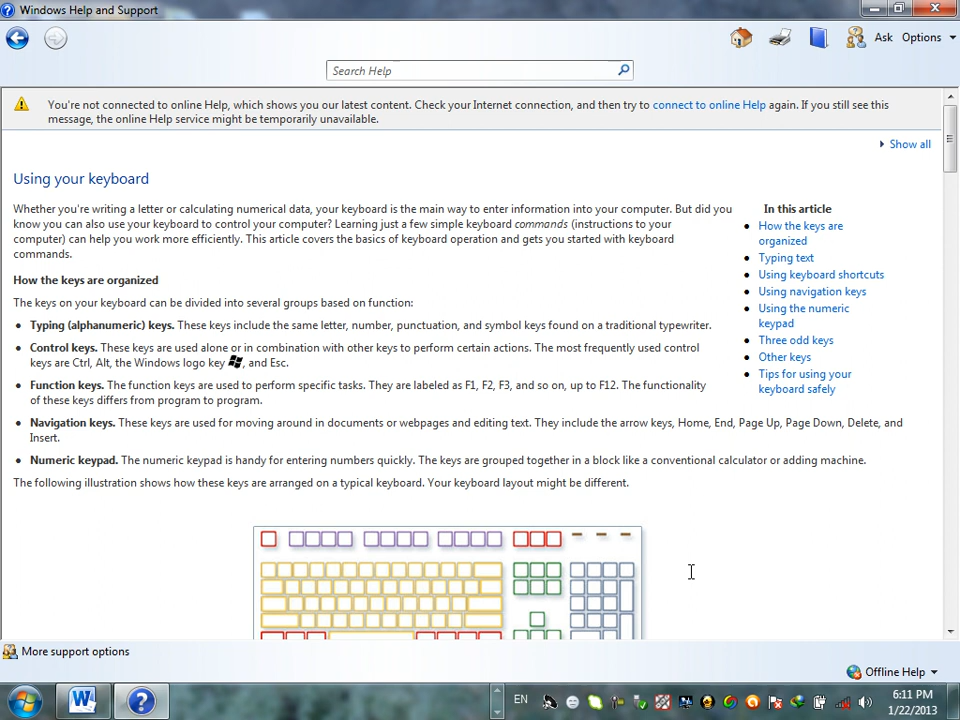 Windows Help and Support
Ask Options
Search Help
You're not connected to online Help, which shows you our latest content. Check your Internet connection, and then try to connect to online Help again. If you still see this
message, the online Help service might be temporarily unavailable.
Show all
Using your keyboard
Whether you're writing a letter or calculating numerical data, your keyboard is the main way to enter information into your computer. But did you
know you can also use your keyboard to control your computer? Learning just a few simple keyboard commands (instructions to your
computer) can help you work more efficiently. This article covers the basics of keyboard operation and gets you started with keyboard
commands.
In this article
How the keys are
organized
Typing text
Using keyboard shortcuts
Using navigation keys
Using the numeric
keypad
Three odd keys
Other keys
Tips for using your
keyboard safely
How the keys are organized
The keys on your keyboard can be divided into several groups based on function:
Typing (alphanumeric) keys. These keys include the same letter, number, punctuation, and symbol keys found on a traditional typewriter.
Control keys. These keys are used alone or in combination with other keys to perform certain actions. The most frequently used control
keys are Ctrl, Alt, the Windows logo key , and Esc.
Function keys. The function keys are used to perform specific tasks. They are labeled as F1, F2, F3, and so on, up to F12. The functionality
of these keys differs from program to program.
Navigation keys. These keys are used for moving around in documents or webpages and editing text. They include the arrow keys, Home, End, Page Up, Page Down, Delete, and
Insert.
Numeric keypad. The numeric keypad is handy for entering numbers quickly. The keys are grouped together in a block like a conventional calculator or adding machine.
The following illustration shows how these keys are arranged on a typical keyboard. Your keyboard layout might be different.
More support options
Offline Help
EN
6:11 PM
1/22/2013